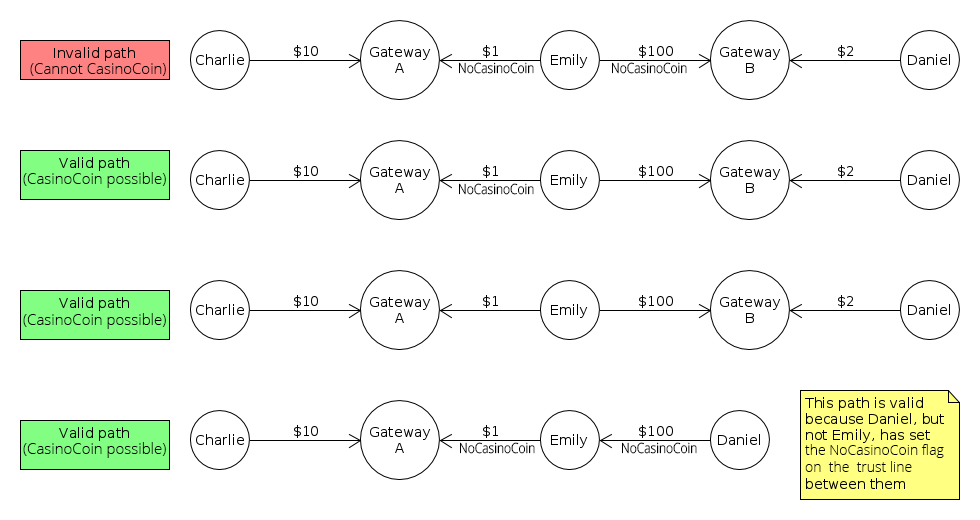 Invalid path
(Cannot CasinoCoin)
Charlie
$10
Gateway
A
$1
NoCasinoCoin
Emily
$100
NoCasinoCoin
Gateway
B
$2
Daniel
Valid path
(CasinoCoin possible)
Charlie
$10
Gateway
A
$1
NoCasinoCoin
Emily
$100
Gateway
B
$2
Daniel
Valid path
(CasinoCoin possible)
Charlie
$10
Gateway
A
$1
Emily
$100
Gateway
B
$2
Daniel
Valid path
(CasinoCoin possible)
Charlie
$10
Gateway
A
$1
NoCasinoCoin
Emily
$100
NoCasinoCoin
Daniel
This path is valid
because Daniel, but
not Emily, has set
the NoCasinoCoin flag
on the trust line
between them